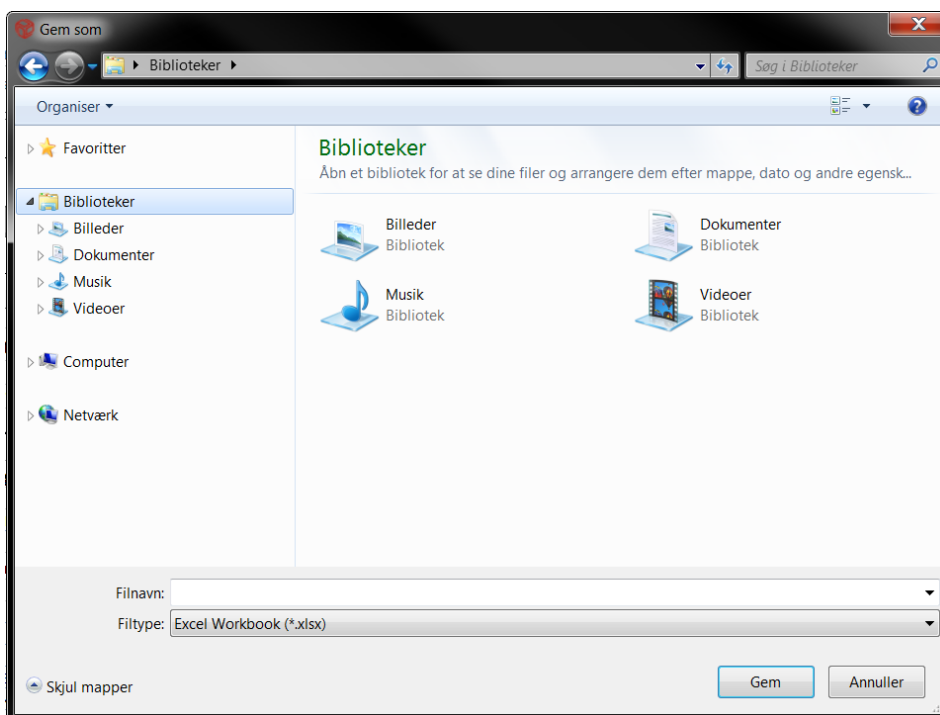 Gem som
Biblioteker
Søg i Biblioteker
Organiser
Favoritter
Biblioteker
Billeder
Dokumenter
Musik
Videoer
Computer
Netværk
Biblioteker
Åbn et bibliotek for at se dine filer og arrangere dem efter mappe, dato og andre egensk...
Billeder
Bibliotek
Dokumenter
Bibliotek
Musik
Bibliotek
Videoer
Bibliotek
Filnavn:
Filtype: Excel Workbook (*.xlsx)
Skjul mapper
Gem
Annuller